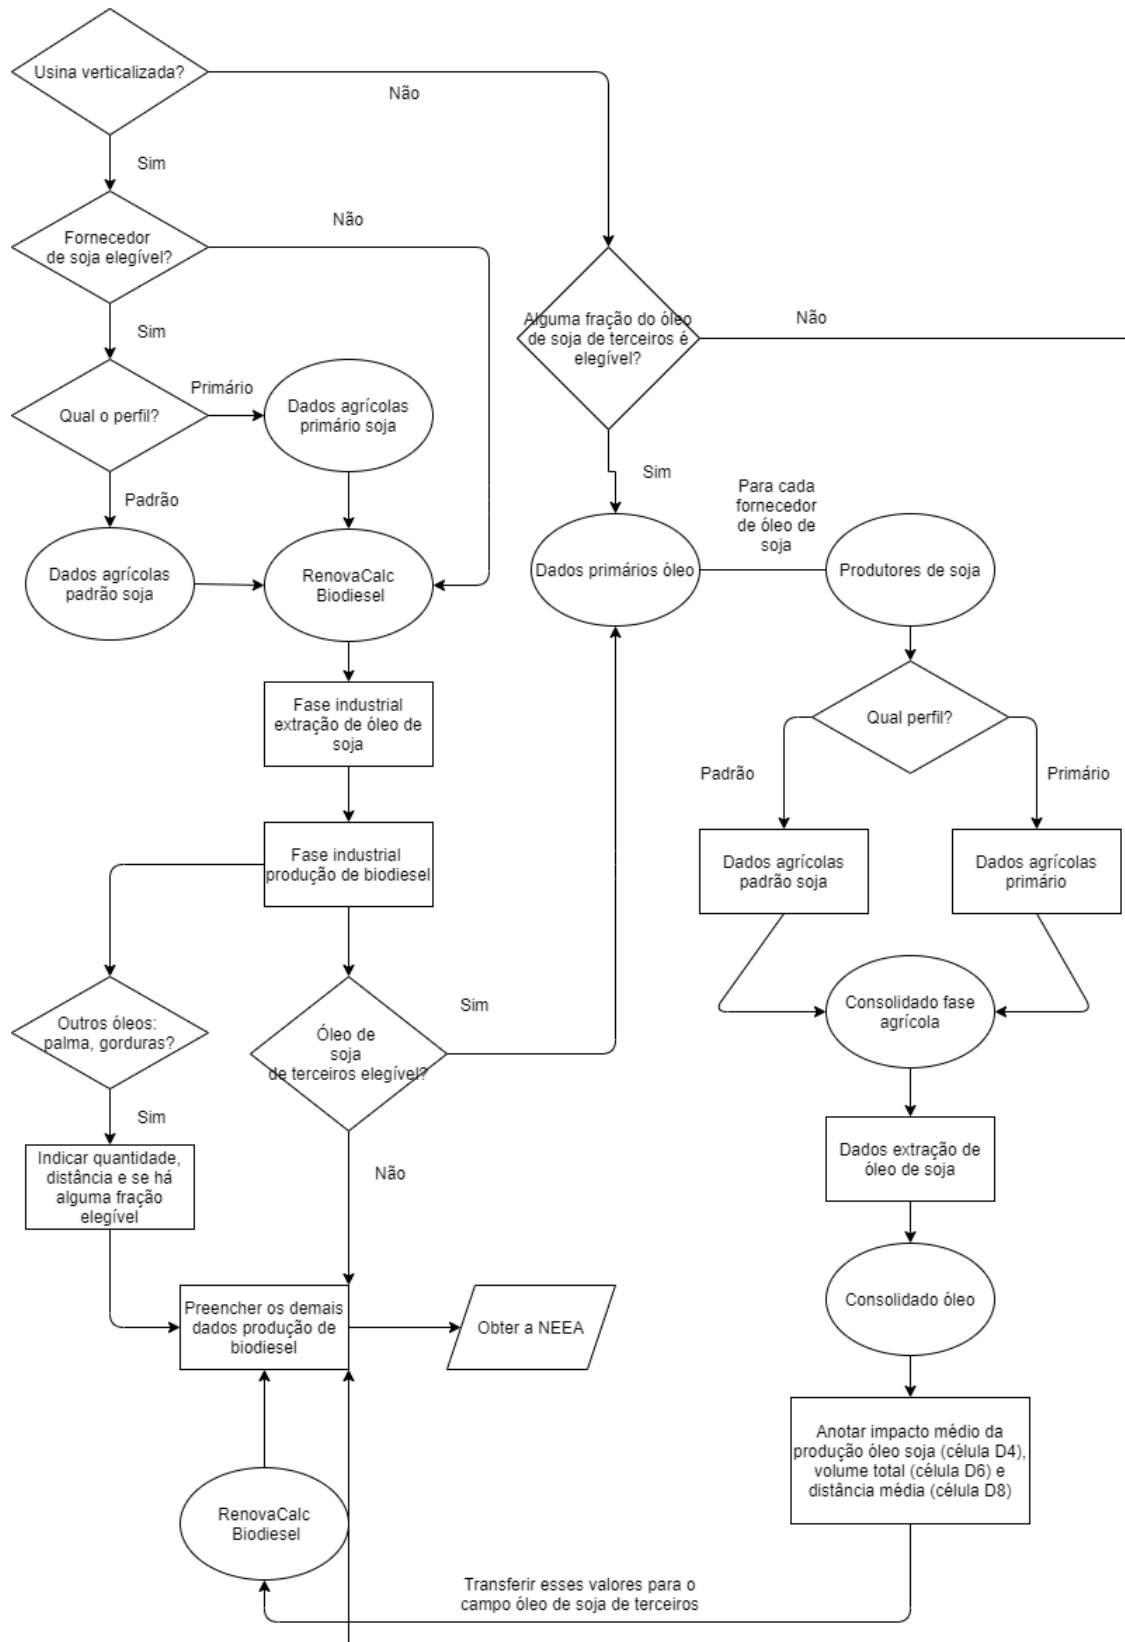 Usina verticalizada?
Não
Sim
Fornecedor
de soja elegível?
Não
Sim
Alguma fração do óleo
de soja de terceiros é
elegível?
Não
Qual o perfil?
Primário
Dados agrícolas
primário soja
Padrão
Sim
Para cada
fornecedor
de óleo de
soja
Dados agrícolas
padrão soja
RenovaCalc
Biodiesel
Dados primários óleo
Produtores de soja
Fase industrial
extração de óleo de
soja
Qual perfil?
Padrão
Primário
Fase industrial
produção de biodiesel
Dados agrícolas
padrão soja
Dados agrícolas
primário
Outros óleos:
palma, gorduras?
Óleo de
soja
de terceiros elegível?
Sim
Consolidado fase
agrícola
Sim
Não
Indicar quantidade,
distância e se há
alguma fração
elegível
Dados extração de
óleo de soja
Preencher os demais
dados produção de
biodiesel
Obter a NEEA
Consolidado óleo
Anotar impacto médio da
produção óleo soja (célula D4),
volume total (célula D6) e
distância média (célula D8)
RenovaCalc
Biodiesel
Transferir esses valores para o
campo óleo de soja de terceiros